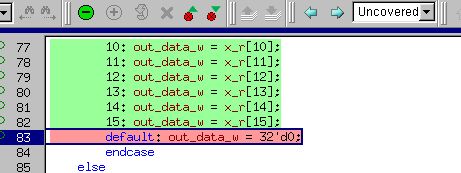 Uncovered
77 10: out_data_w = x_r[10];
78 11: out_data_w = x_r[11];
79 12: out_data_w = x_r[12];
80 13: out_data_w = x_r[13];
81 14: out_data_w = x_r[14];
82 15: out_data_w = x_r[15];
83 default: out_data_w = 32'd0;
84 endcase
85 else